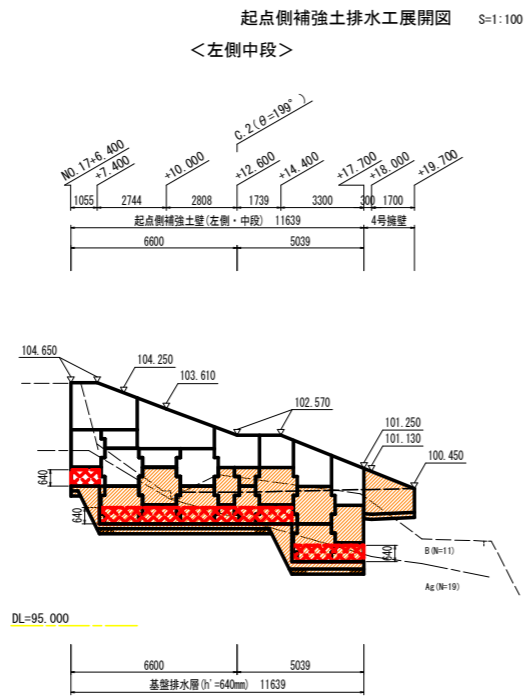 起点側補強土排水工展開図 S=1:100
＜左側中段＞
C.2(θ=199°)
NO.17+6.400
+7.400
+10.000
+12.600
+14.400
+17.700
+18.000
+19.700
1055 2744 2808 1739 3300 300 1700
起点側補強土壁(左側・中段) 11639 4号擁壁
6600 5039
104.650
104.250
103.610
102.570
101.250
101.130
100.450
640
640
640
B(N=11)
Ag(N=19)
DL=95.000
6600 5039
基盤排水層(h'=640mm) 11639